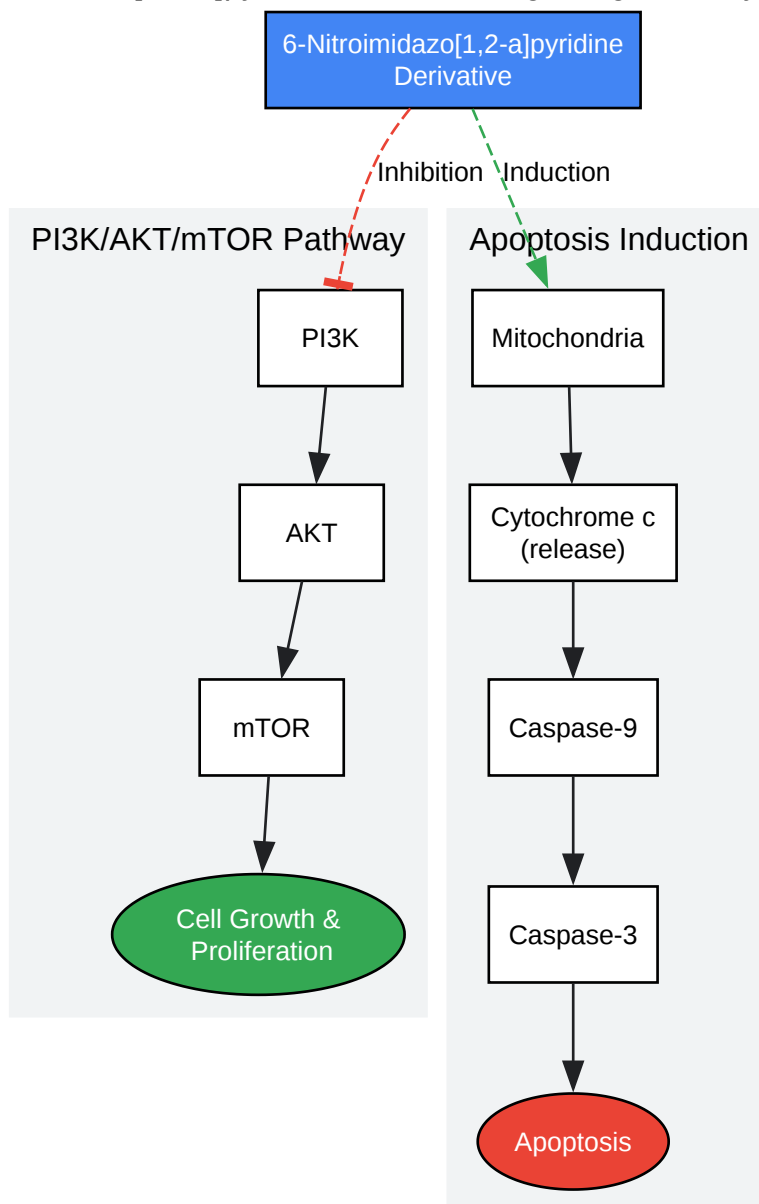 6-Nitroimidazo[1,2-a]pyridine
Derivative
Inhibition
Induction
PI3K/AKT/mTOR Pathway
PI3K
AKT
mTOR
Cell Growth &
Proliferation
Apoptosis Induction
Mitochondria
Cytochrome c
(release)
Caspase-9
Caspase-3
Apoptosis